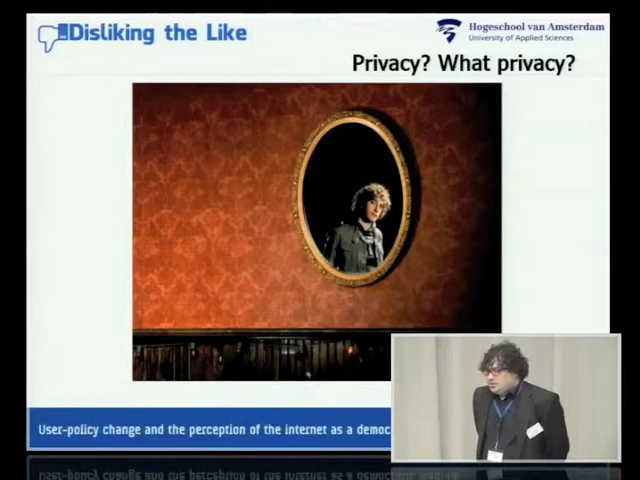 Disliking the Like
Hogeschool van Amsterdam
University of Applied Sciences
Privacy? What privacy?
User-policy change and the perception of the internet as a democ